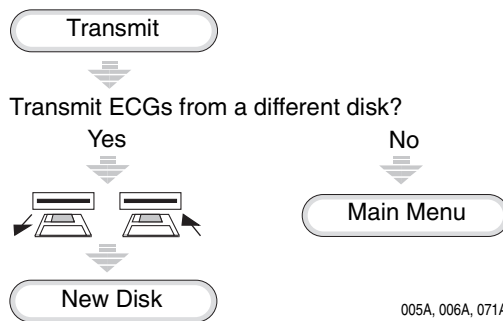 Transmit
Transmit ECGs from a different disk?
Yes No
Main Menu
New Disk
005A, 006A, 071A